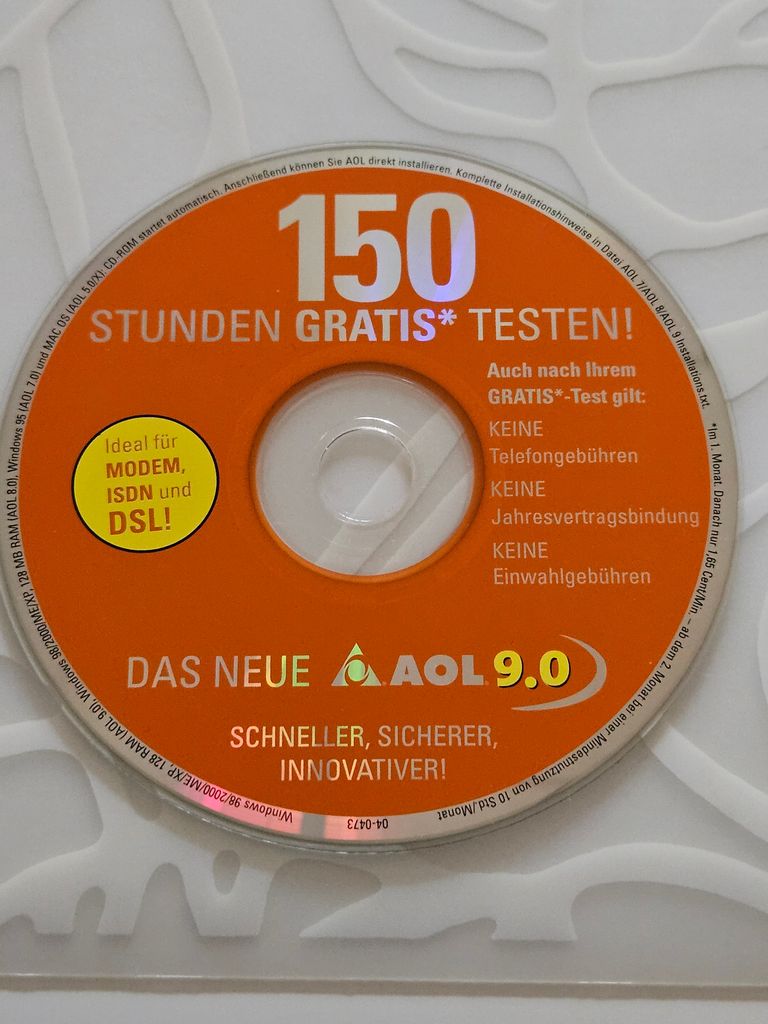 150
STUNDEN GRATIS* TESTEN!
Auch nach Ihrem
GRATIS*-Test gilt:
KEINE
Telefongebühren
KEINE
Jahresvertragsbindung
KEINE
Einwahlgebühren
Ideal für
MODEM,
ISDN und
DSL!
DAS NEUE AOL 9.0
SCHNELLER, SICHERER,
INNOVATIVER!
Windows 98/2000/ME/XP, 128 RAM (AOL 9.0), Windows 98/2000/ME/XP, 128 MB RAM (AOL 8.0), Windows 95 (AOL 7.0) und MAC OS (AOL 5.0/X): CD-ROM startet automatisch. Anschließend können Sie AOL direkt installieren. Komplette Installationshinweise in Datei AOL 7/AOL 8/AOL 9 Installations.txt.
*Im 1. Monat. Danach nur 1,65 Cent/Min. – ab dem 2. Monat bei einer Mindestnutzung von 10 Std./Monat
04-0473